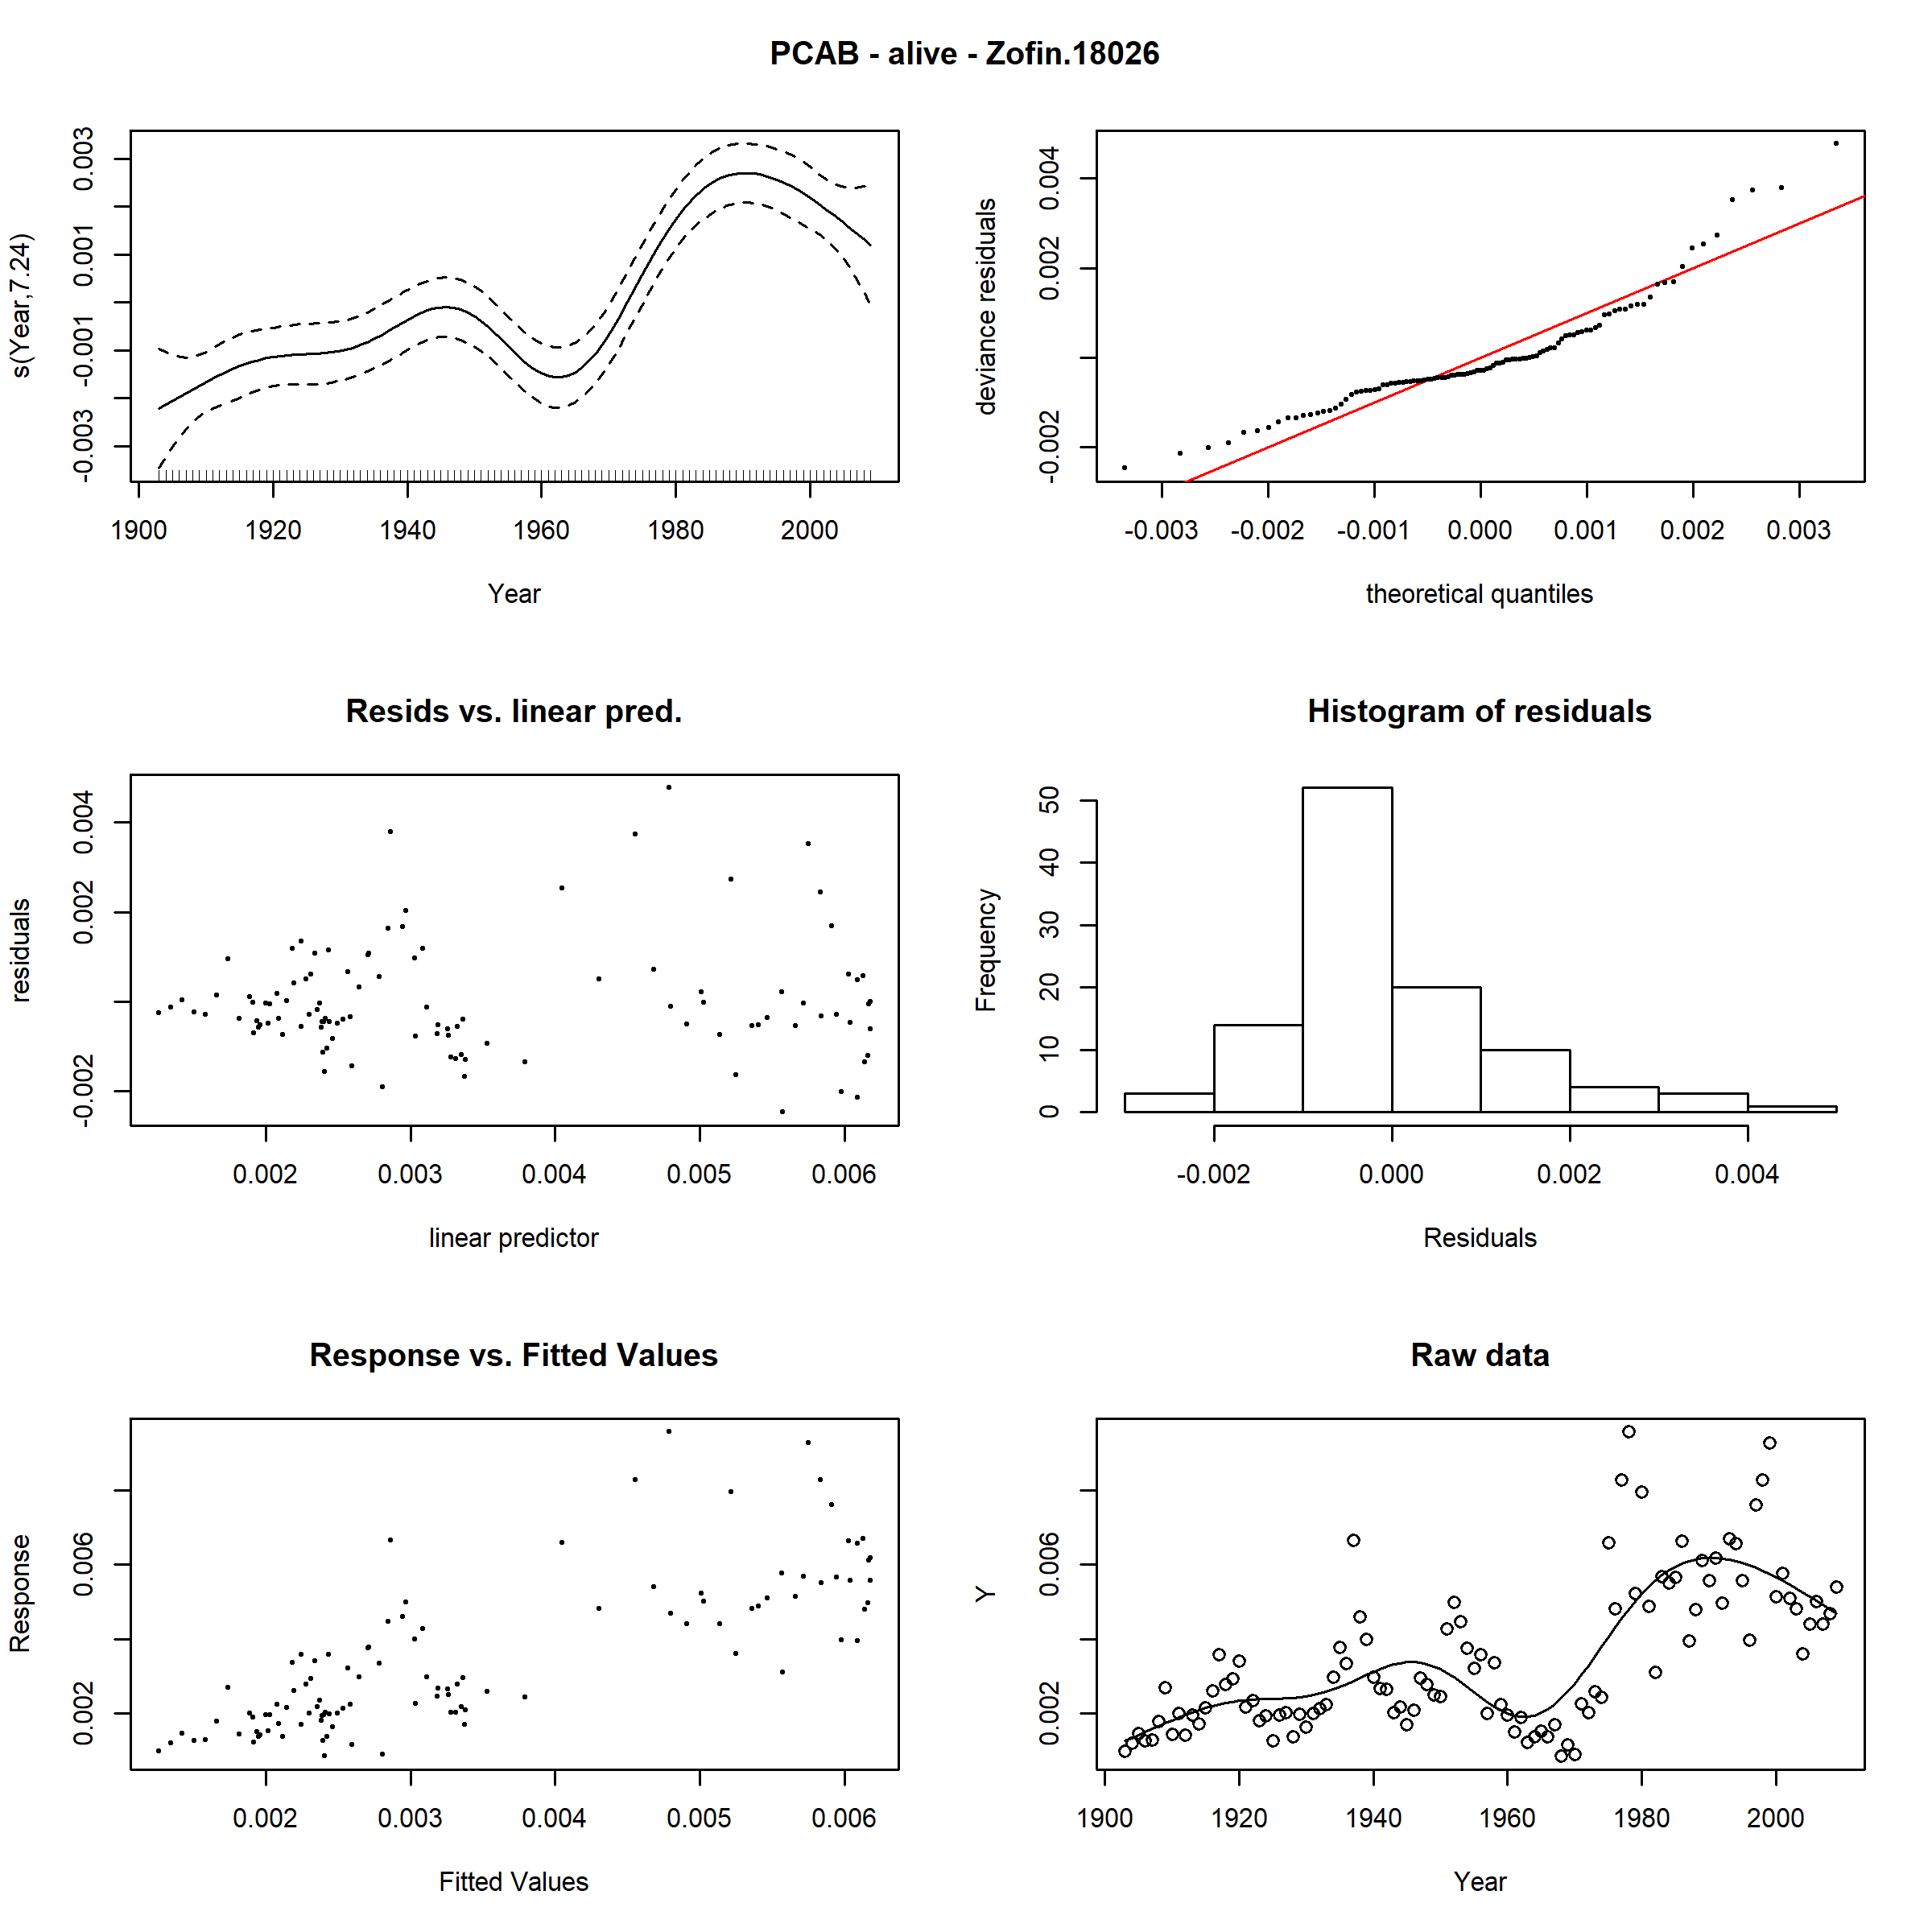 PCAB - alive - Zofin.18026
s(Year,7.24)
-0.003 -0.001 0.001 0.003
1900 1920 1940 1960 1980 2000
Year
deviance residuals
-0.002 0.002 0.004
-0.003 -0.002 -0.001 0.000 0.001 0.002 0.003
theoretical quantiles
Resids vs. linear pred.
residuals
-0.002 0.002 0.004
0.002 0.003 0.004 0.005 0.006
linear predictor
Histogram of residuals
Frequency
0 10 20 30 40 50
-0.002 0.000 0.002 0.004
Residuals
Response vs. Fitted Values
Response
0.002 0.006
0.002 0.003 0.004 0.005 0.006
Fitted Values
Raw data
Y
0.002 0.006
1900 1920 1940 1960 1980 2000
Year